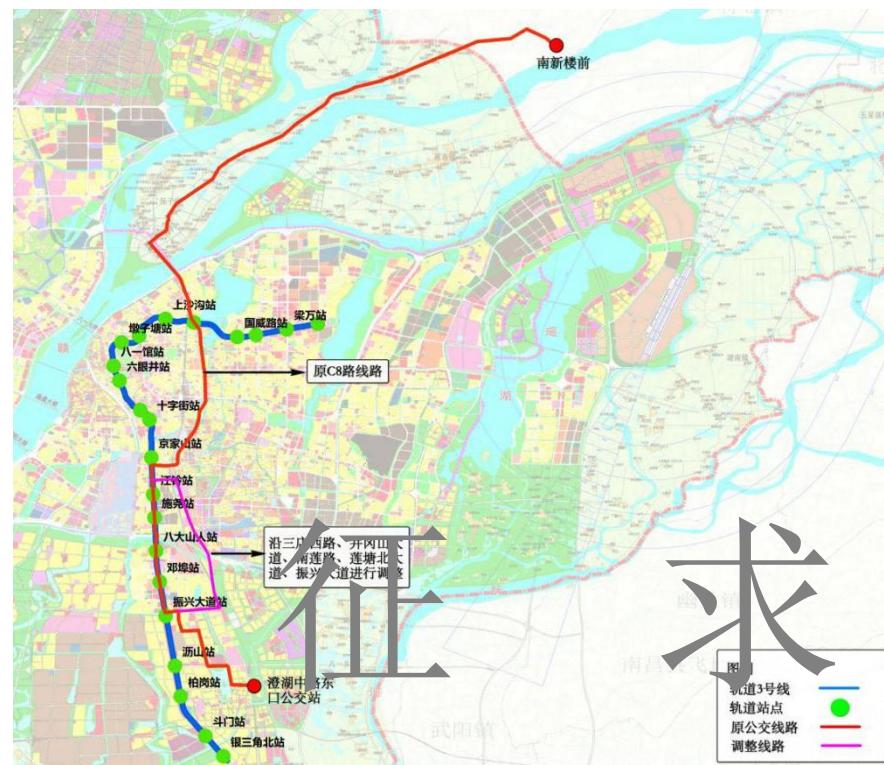 南新楼前
上沙沟站
国威路站
梁万站
墩子塘站
八一馆站
六眼井站
原C8路线路
十字街站
京家山站
江铃站
施尧站
八大山人站
沿三店西路、井冈山大
道、南莲路、莲塘北大
道、振兴大道进行调整
邓埠站
振兴大道站
征求
沥山站
澄湖中路东
口公交站
柏岗站
斗门站
银三角北站
武阳镇
图例
轨道3号线
轨道站点
原公交线路
调整线路